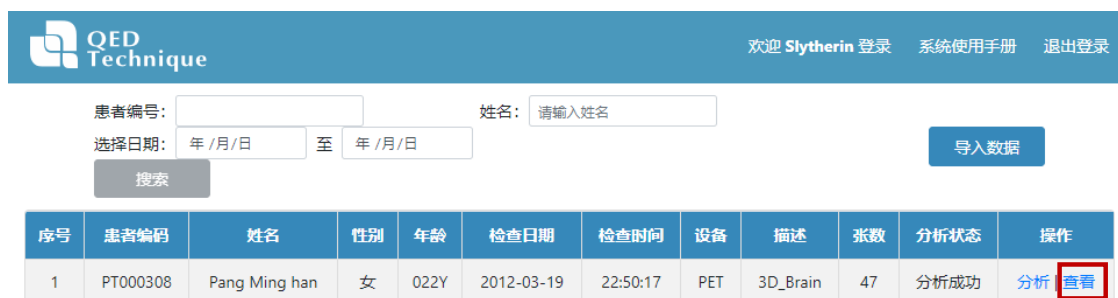 QED
Technique
欢迎 Slytherin 登录 系统使用手册 退出登录
患者编号： 姓名： 请输入姓名
选择日期： 年 /月/日 至 年 /月/日
导入数据
搜索
序号 患者编码 姓名 性别 年龄 检查日期 检查时间 设备 描述 张数 分析状态 操作
1 PT000308 Pang Ming han 女 022Y 2012-03-19 22:50:17 PET 3D_Brain 47 分析成功 分析 | 查看